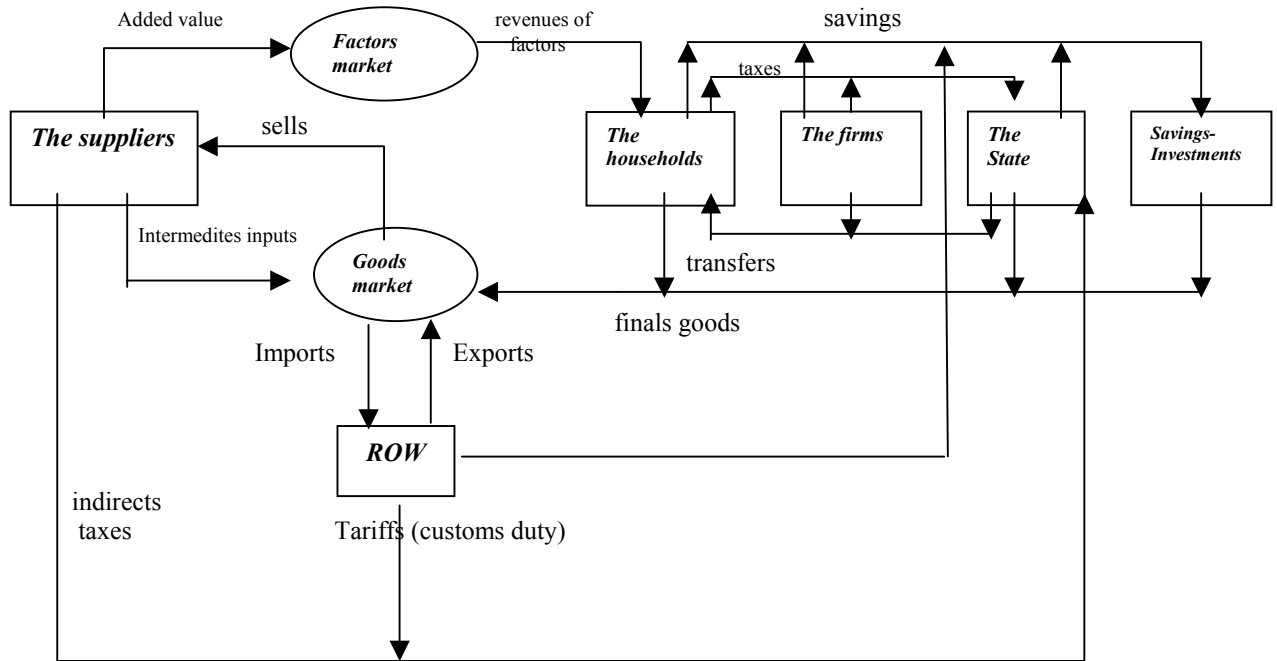 Added value
revenues of
factors
savings
Factors
market
taxes
The suppliers
sells
The
households
The firms
The
State
Savings-
Investments
Intermedites inputs
Goods
market
transfers
finals goods
Imports
Exports
ROW
indirects
taxes
Tariffs (customs duty)